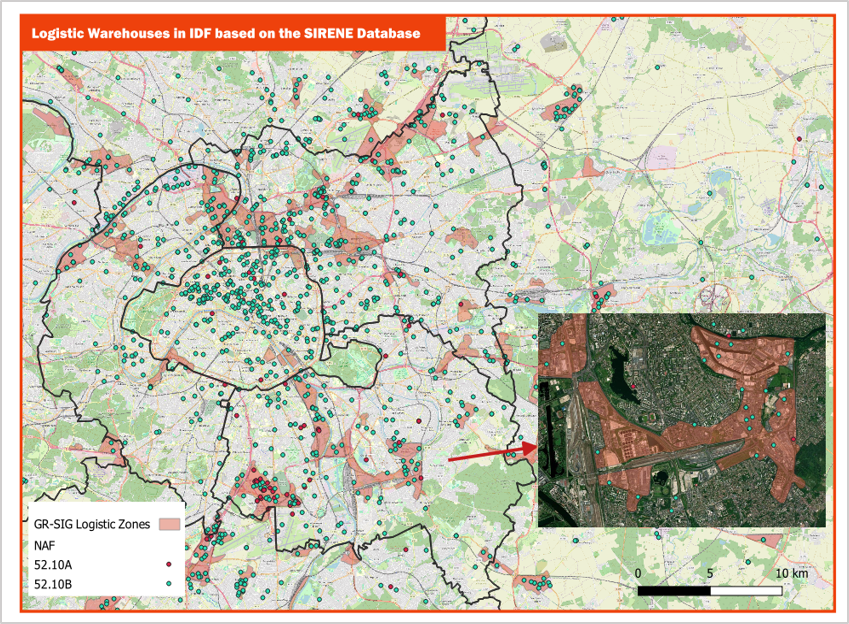 Logistic Warehouses in IDF based on the SIRENE Database
GR-SIG Logistic Zones
NAF
52.10A
52.10B
0 5 10 km